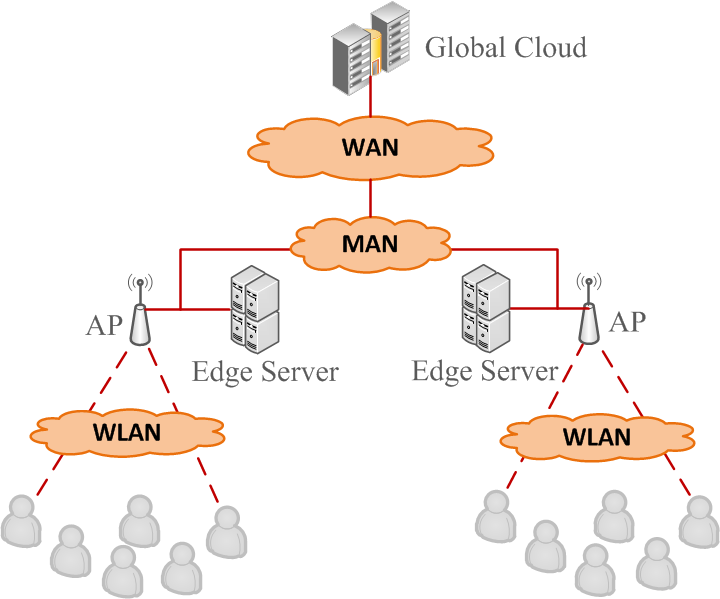 Global Cloud
WAN
MAN
AP
AP
Edge Server
Edge Server
WLAN
WLAN